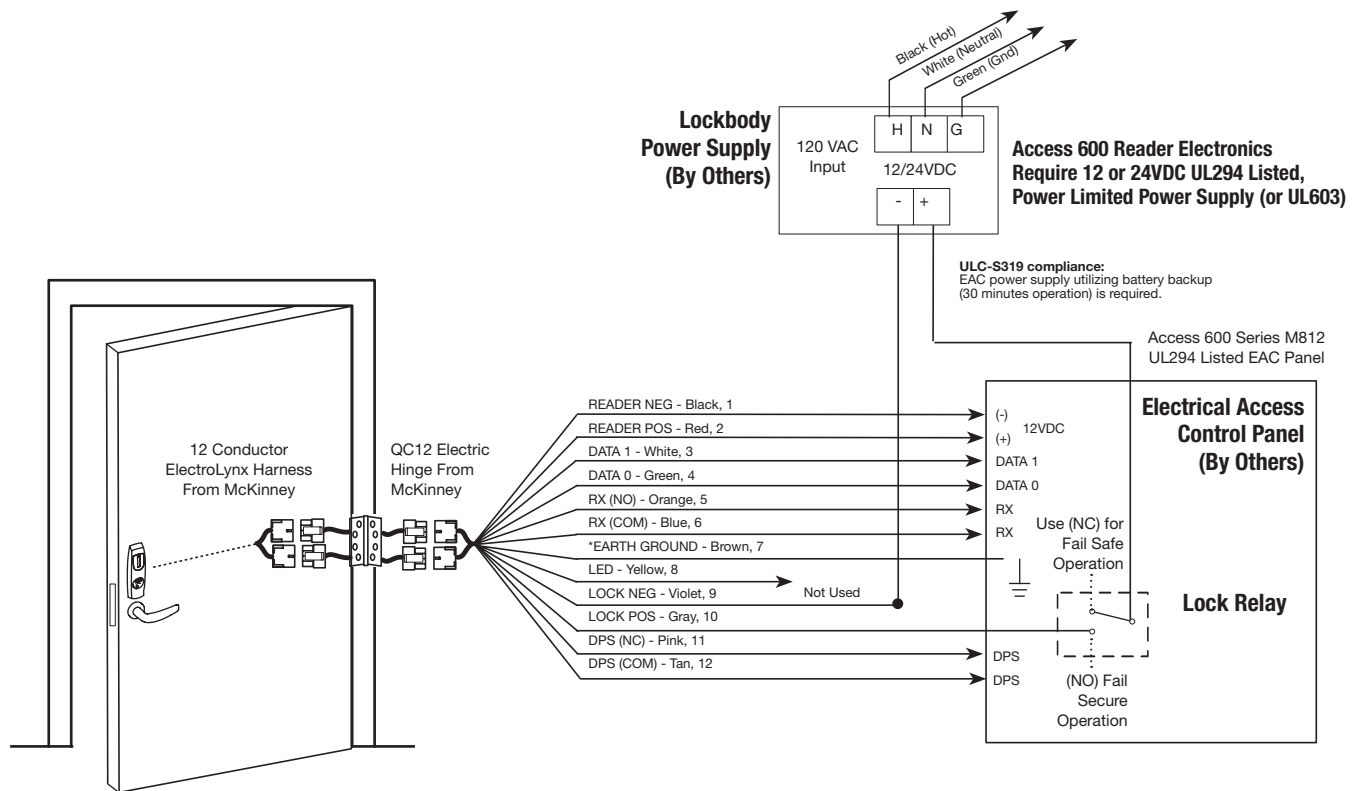 Black (Hot)
White (Neutral)
Green (Gnd)
Lockbody
Power Supply
(By Others)
120 VAC
Input
H N G
12/24VDC
- +
Access 600 Reader Electronics
Require 12 or 24VDC UL294 Listed,
Power Limited Power Supply (or UL603)
ULC-S319 compliance:
EAC power supply utilizing battery backup
(30 minutes operation) is required.
Access 600 Series M812
UL294 Listed EAC Panel
12 Conductor
ElectroLynx Harness
From McKinney
QC12 Electric
Hinge From
McKinney
READER NEG - Black, 1
READER POS - Red, 2
DATA 1 - White, 3
DATA 0 - Green, 4
RX (NO) - Orange, 5
RX (COM) - Blue, 6
*EARTH GROUND - Brown, 7
LED - Yellow, 8
LOCK NEG - Violet, 9
LOCK POS - Gray, 10
DPS (NC) - Pink, 11
DPS (COM) - Tan, 12
Not Used
(-)
12VDC
(+)
DATA 1
DATA 0
RX
RX
DPS
DPS
Electrical Access
Control Panel
(By Others)
Use (NC) for
Fail Safe
Operation
Lock Relay
(NO) Fail
Secure
Operation